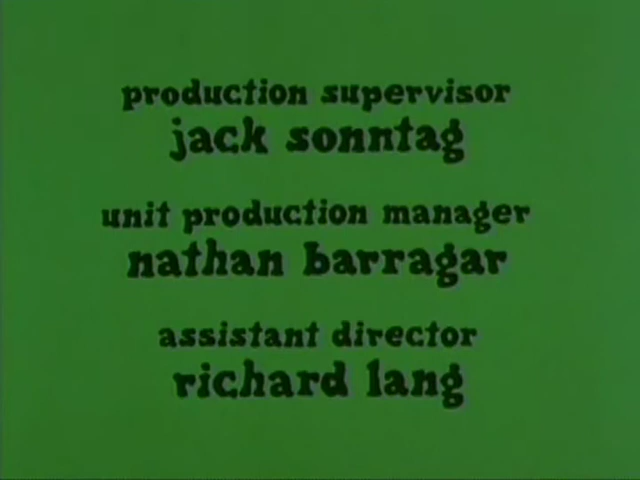 production supervisor
jack sonntag
unit production manager
nathan barragar
assistant director
richard lang